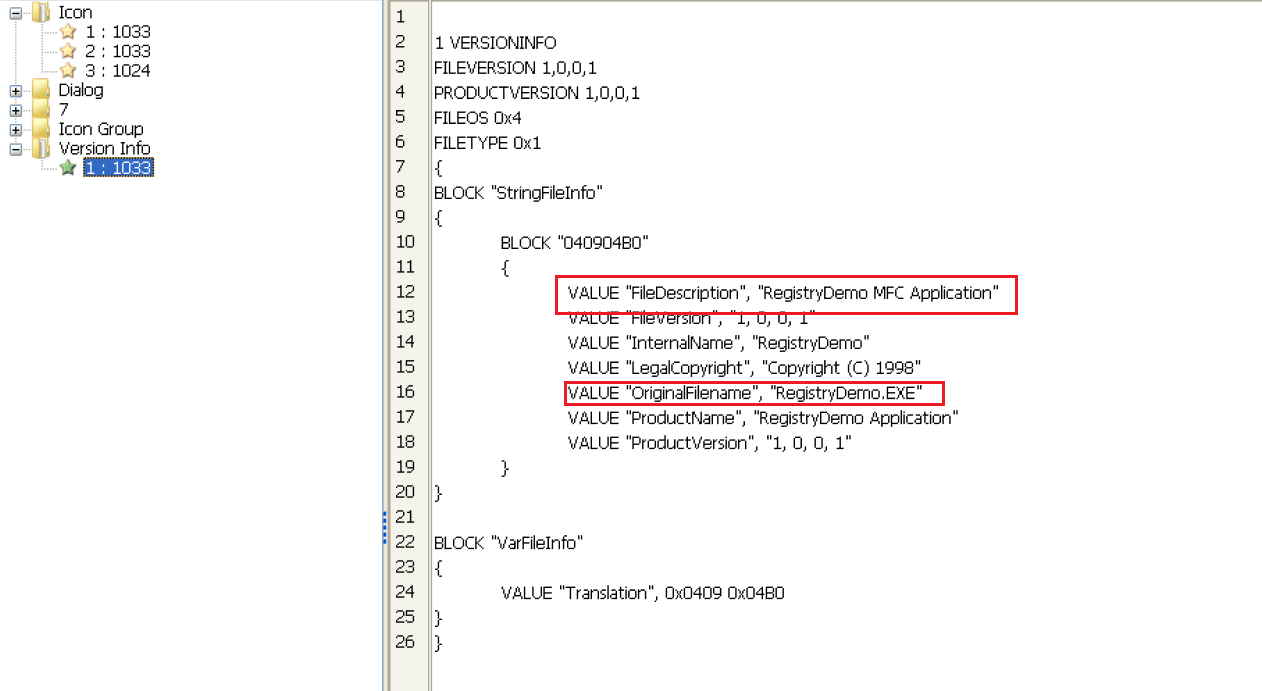 Icon
1 : 1033
2 : 1033
3 : 1024
Dialog
7
Icon Group
Version Info
1 : 1033
1
2 1 VERSIONINFO
3 FILEVERSION 1,0,0,1
4 PRODUCTVERSION 1,0,0,1
5 FILEOS 0x4
6 FILETYPE 0x1
7 {
8 BLOCK "StringFileInfo"
9 {
10 BLOCK "040904B0"
11 {
12 VALUE "FileDescription", "RegistryDemo MFC Application"
13 VALUE "FileVersion", "1, 0, 0, 1"
14 VALUE "InternalName", "RegistryDemo"
15 VALUE "LegalCopyright", "Copyright (C) 1998"
16 VALUE "OriginalFilename", "RegistryDemo.EXE"
17 VALUE "ProductName", "RegistryDemo Application"
18 VALUE "ProductVersion", "1, 0, 0, 1"
19 }
20 }
21
22 BLOCK "VarFileInfo"
23 {
24 VALUE "Translation", 0x0409 0x04B0
25 }
26 }